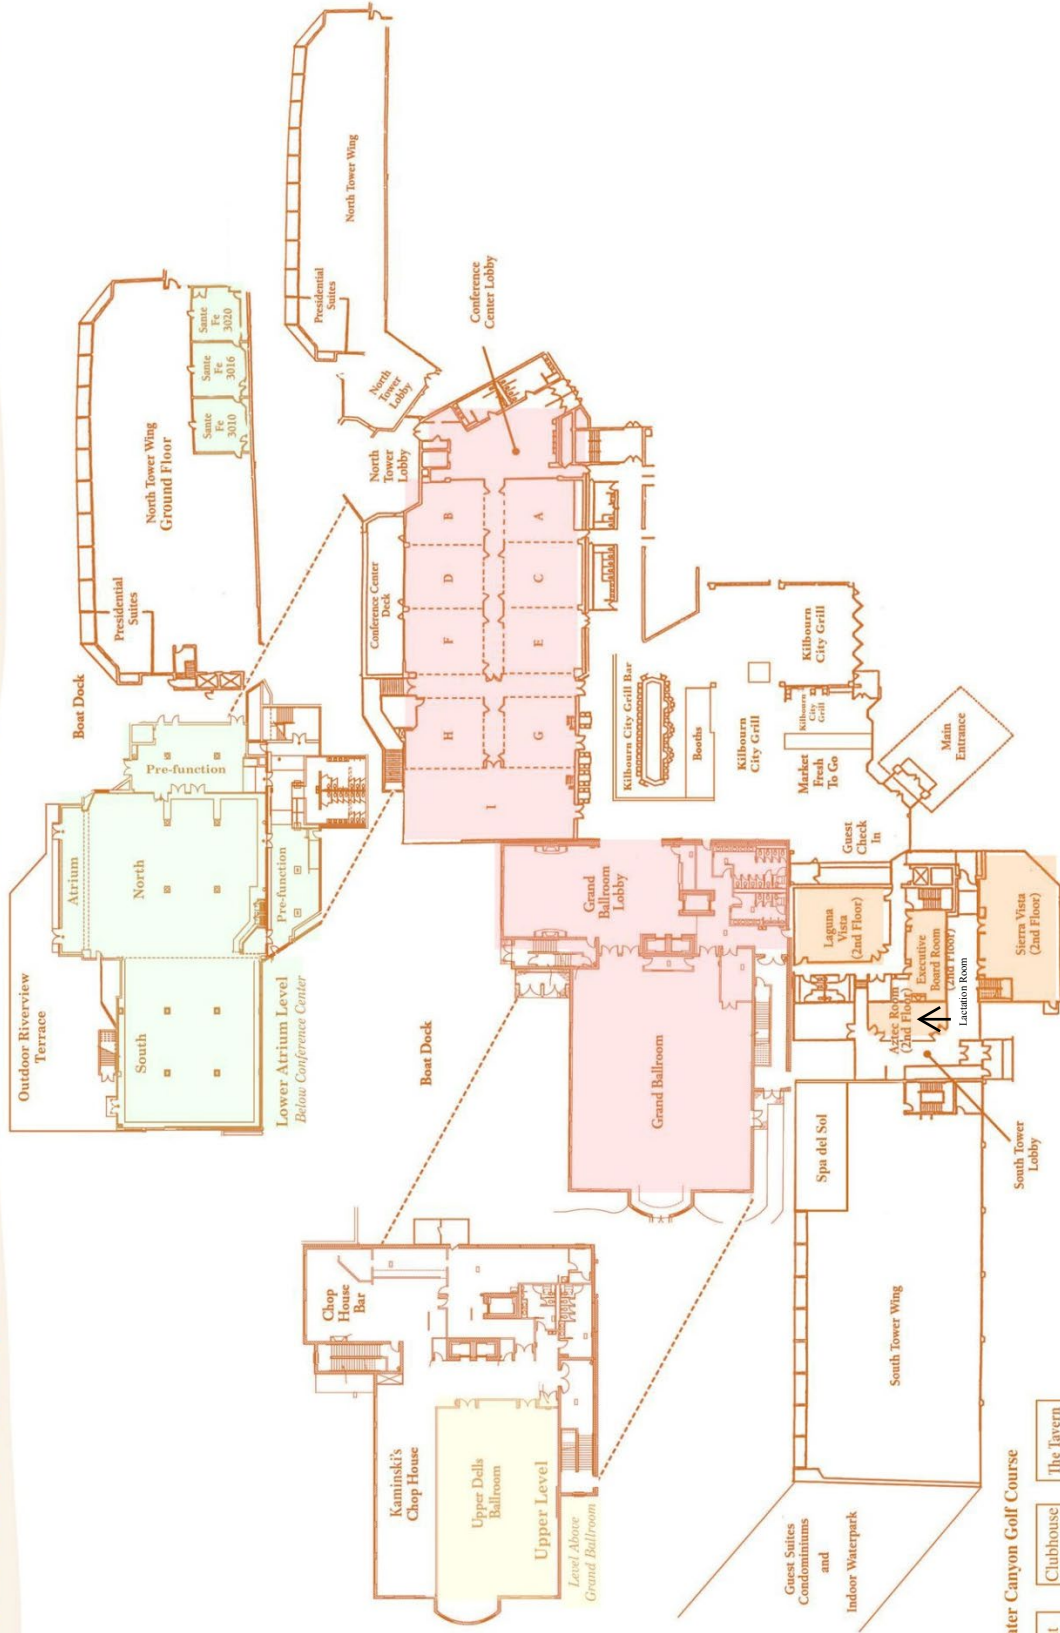 North Tower Wing
Presidential
Suites
North
Tower
Lobby
Conference
Center Lobby
North Tower Wing
Ground Floor
Presidential
Suites
Sante
Fe
3020
Sante
Fe
3016
Sante
Fe
3010
North
Tower
Lobby
Boat Dock
Conference Center
Deck
B
A
D
C
F
E
H
G
I
Pre-function
Pre-function
Atrium
North
South
Outdoor Riverview
Terrace
Lower Atrium Level
Below Conference Center
Kilbourn City Grill Bar
Booths
Kilbourn
City Grill
Kilbourn
City Grill
Kilbourn
City
Grill
Market
Fresh
To Go
Main
Entrance
Guest
Check
In
Grand
Ballroom
Lobby
Grand Ballroom
Boat Dock
Laguna
Vista
(2nd Floor)
Executive
Board Room
(2nd Floor)
Sierra Vista
(2nd Floor)
Aztec Room
(2nd Floor)
Lactation Room
South Tower
Lobby
Spa del Sol
South Tower Wing
Chop
House
Bar
Kaminski's
Chop House
Upper Dells
Ballroom
Upper Level
Level Above
Grand Ballroom
Guest Suites
Condominiums
and
Indoor Waterpark
Canyon Golf Course
Clubhouse
The Tavern